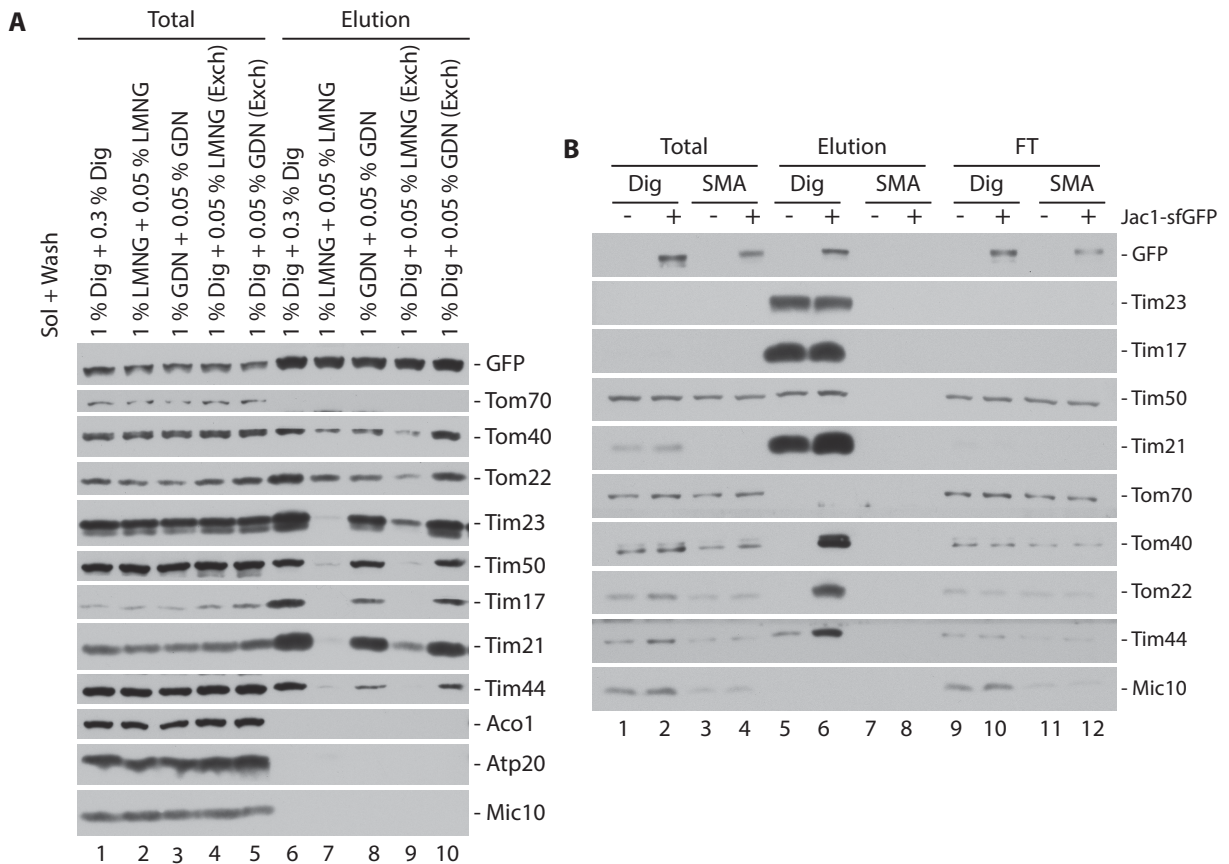 A
Total Elution
Sol + Wash
1 % Dig + 0.3 % Dig
1 % LMNG + 0.05 % LMNG
1 % GDN + 0.05 % GDN
1 % Dig + 0.05 % LMNG (Exch)
1 % Dig + 0.05 % GDN (Exch)
1 % Dig + 0.3 % Dig
1 % LMNG + 0.05 % LMNG
1 % GDN + 0.05 % GDN
1 % Dig + 0.05 % LMNG (Exch)
1 % Dig + 0.05 % GDN (Exch)
- GFP
- Tom70
- Tom40
- Tom22
- Tim23
- Tim50
- Tim17
- Tim21
- Tim44
- Aco1
- Atp20
- Mic10
1 2 3 4 5 6 7 8 9 10
B
Total Elution FT
Dig SMA Dig SMA Dig SMA
- + - + - + - + - + - + Jac1-sfGFP
- GFP
- Tim23
- Tim17
- Tim50
- Tim21
- Tom70
- Tom40
- Tom22
- Tim44
- Mic10
1 2 3 4 5 6 7 8 9 10 11 12